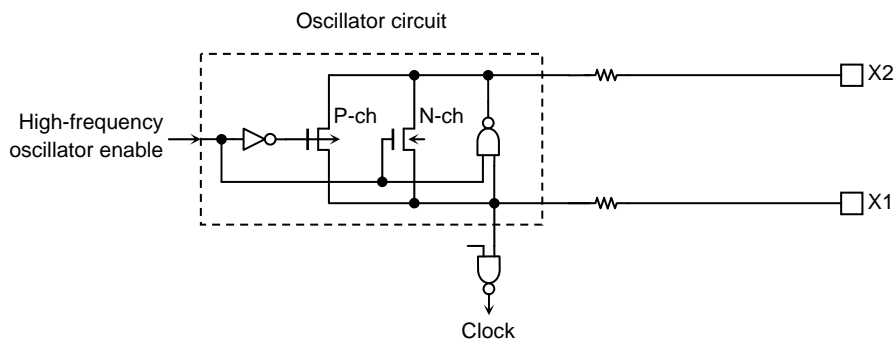 Oscillator circuit
X2
P-ch
N-ch
High-frequency
oscillator enable
X1
Clock